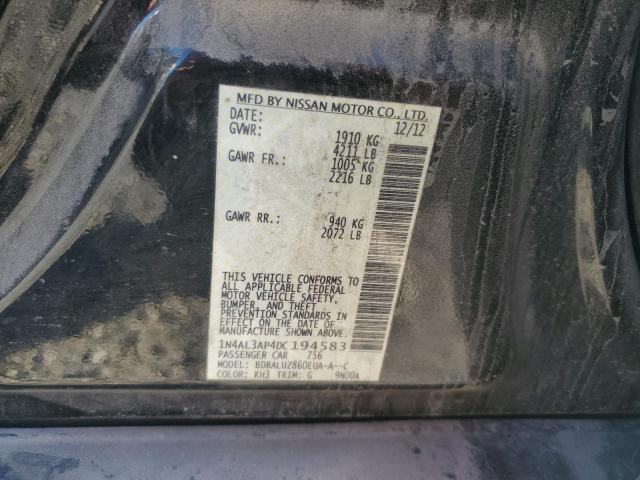 MFD BY NISSAN MOTOR CO., LTD.
DATE: 12/12
GVWR: 1910 KG
4211 LB
GAWR FR.: 1005 KG
2216 LB
GAWR RR.: 940 KG
2072 LB
THIS VEHICLE CONFORMS TO
ALL APPLICABLE FEDERAL
MOTOR VEHICLE SAFETY,
BUMPER, AND THEFT
PREVENTION STANDARDS IN
EFFECT ON THE DATE OF
MANUFACTURE SHOWN ABOVE.
1N4AL3AP4DC194583
PASSENGER CAR 756
MODEL: BDBALUZ860EUA-A--C
COLOR: KH3 TRIM: G 9N00A